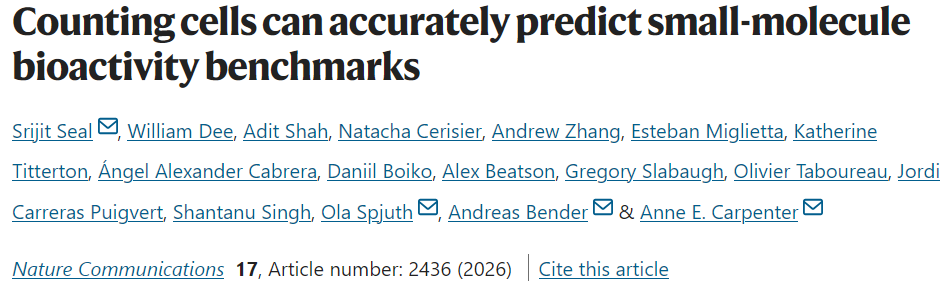 Counting cells can accurately predict small-molecule
bioactivity benchmarks
Srijit Seal, William Dee, Adit Shah, Natacha Cerisier, Andrew Zhang, Esteban Miglietta, Katherine
Titterton, Ángel Alexander Cabrera, Daniil Boiko, Alex Beatson, Gregory Slabaugh, Olivier Taboureau, Jordi
Carreras Puigvert, Shantanu Singh, Ola Spjuth, Andreas Bender & Anne E. Carpenter
Nature Communications 17, Article number: 2436 (2026) Cite this article